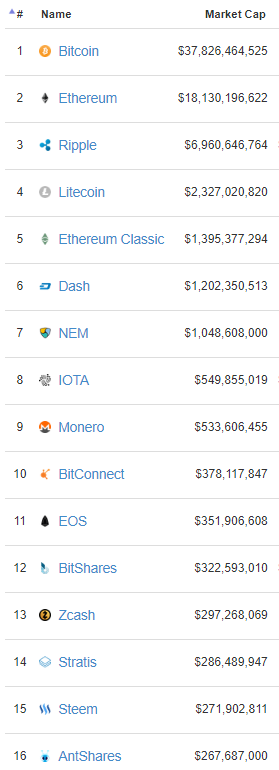 # Name Market Cap
1 Bitcoin $37,826,464,525
2 Ethereum $18,130,196,622
3 Ripple $6,960,646,764
4 Litecoin $2,327,020,820
5 Ethereum Classic $1,395,377,294
6 Dash $1,202,350,513
7 NEM $1,048,608,000
8 IOTA $549,855,019
9 Monero $533,606,455
10 BitConnect $378,117,847
11 EOS $351,906,608
12 BitShares $322,593,010
13 Zcash $297,268,069
14 Stratis $286,489,947
15 Steem $271,902,811
16 AntShares $267,687,000